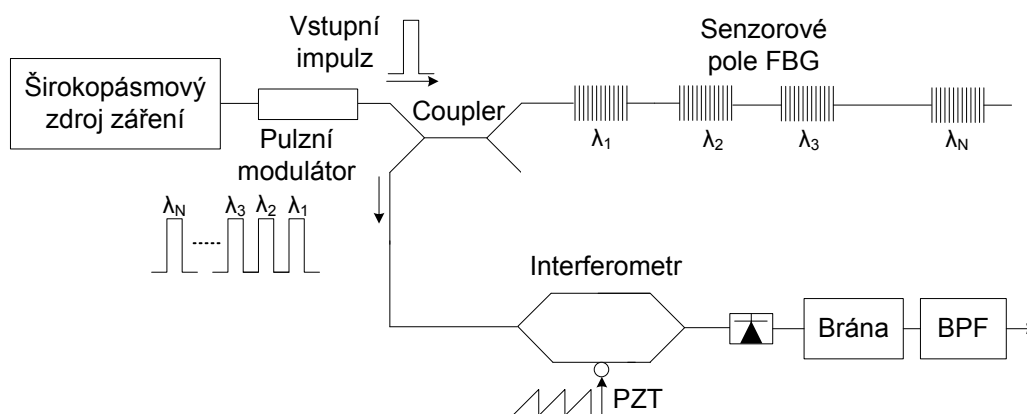 Vstupní
impulz
Senzorové
pole FBG
Širokopásmový
zdroj záření
Coupler
Pulzní
modulátor
λ1 λ2 λ3 λN
λN λ3 λ2 λ1
Interferometr
Brána
BPF
PZT